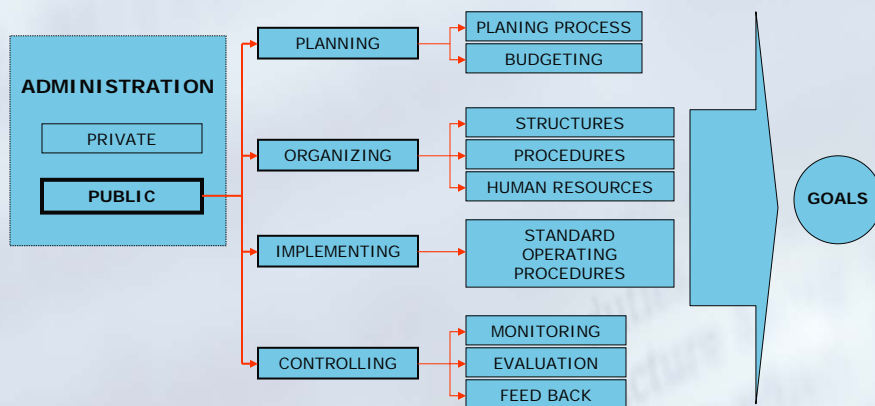 ADMINISTRATION
PRIVATE
PUBLIC
PLANNING
PLANING PROCESS
BUDGETING
ORGANIZING
STRUCTURES
PROCEDURES
HUMAN RESOURCES
IMPLEMENTING
STANDARD
OPERATING
PROCEDURES
CONTROLLING
MONITORING
EVALUATION
FEED BACK
GOALS